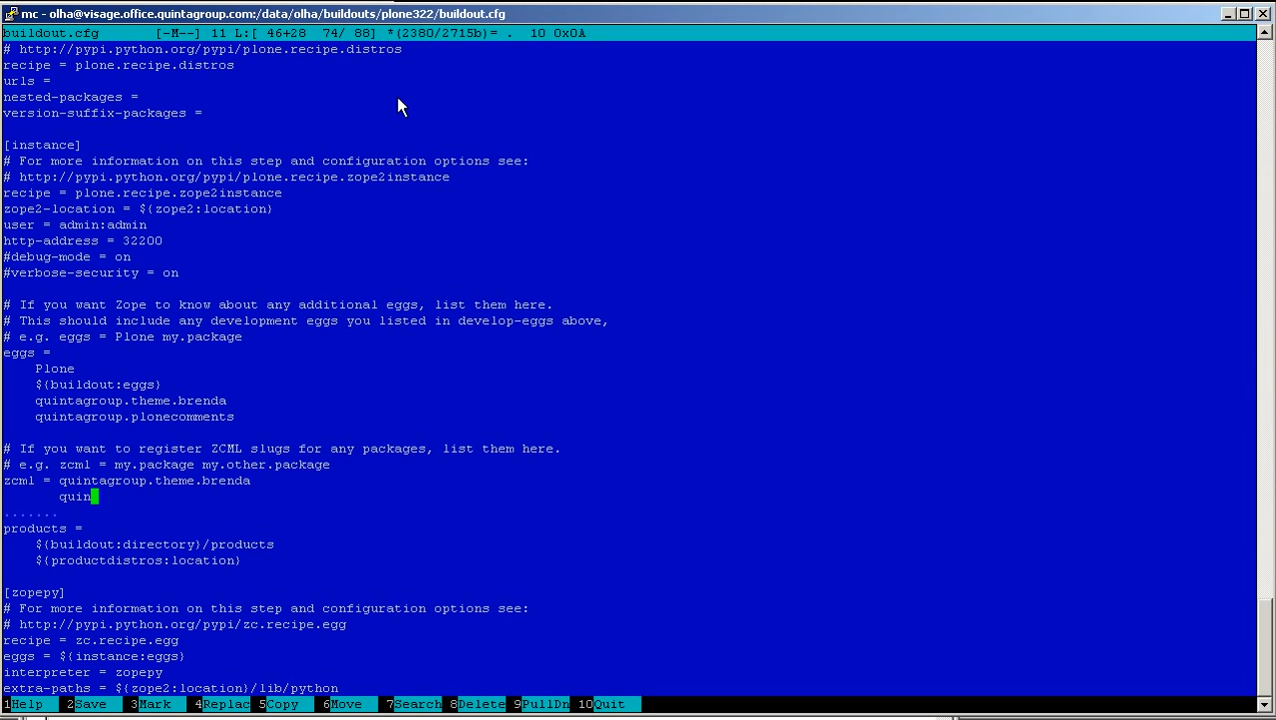 mc - olha@visage.office.quintagroup.com:/data/olha/buildouts/plone322/buildout.cfg
buildout.cfg [-M--] 11 L:[ 46+28 74/ 88] *(2380/2715b)= . 10 0x0A
# http://pypi.python.org/pypi/plone.recipe.distros
recipe = plone.recipe.distros
urls =
nested-packages =
version-suffix-packages =
[instance]
# For more information on this step and configuration options see:
# http://pypi.python.org/pypi/plone.recipe.zope2instance
recipe = plone.recipe.zope2instance
zope2-location = ${zope2:location}
user = admin:admin
http-address = 32200
#debug-mode = on
#verbose-security = on
# If you want Zope to know about any additional eggs, list them here.
# This should include any development eggs you listed in develop-eggs above,
# e.g. eggs = Plone my.package
eggs =
Plone
${buildout:eggs}
quintagroup.theme.brenda
quintagroup.plonecomments
# If you want to register ZCML slugs for any packages, list them here.
# e.g. zcml = my.package my.other.package
zcml = quintagroup.theme.brenda
quin
.......
products =
${buildout:directory}/products
${productdistros:location}
[zopepy]
# For more information on this step and configuration options see:
# http://pypi.python.org/pypi/zc.recipe.egg
recipe = zc.recipe.egg
eggs = ${instance:eggs}
interpreter = zopepy
extra-paths = ${zope2:location}/lib/python
1Help 2Save 3Mark 4Replac 5Copy 6Move 7Search 8Delete 9PullDn 10Quit